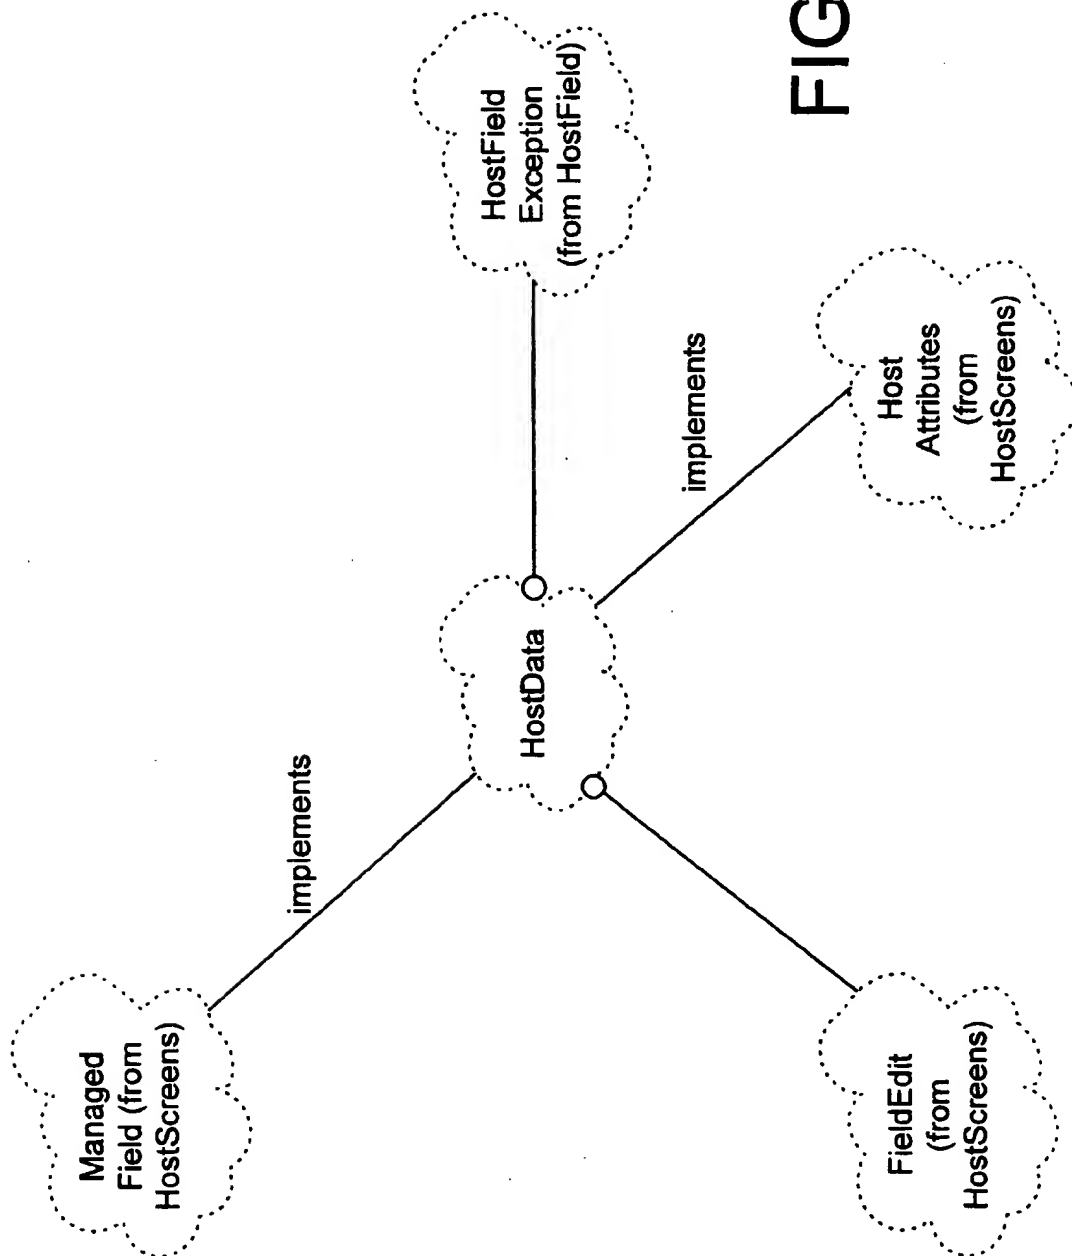 Managed
Field (from
HostScreens)
implements
HostField
Exception
(from HostField)
HostData
implements
FieldEdit
(from
HostScreens)
Host
Attributes
(from
HostScreens)
FIG